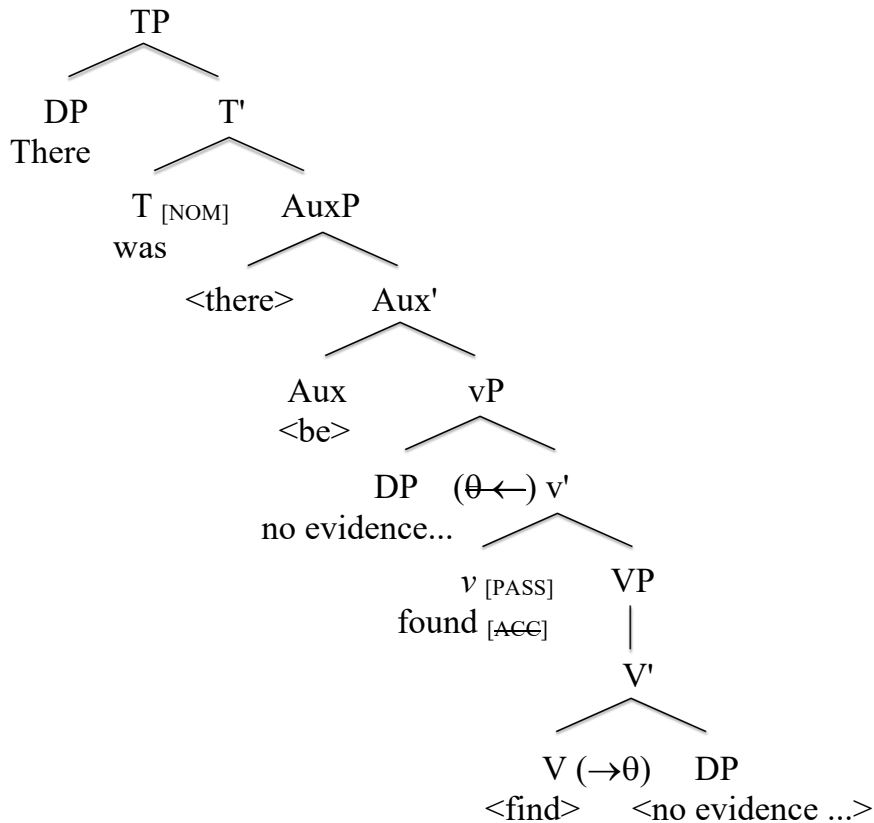 TP
DP T'
There
T [NOM] AuxP
was
<there> Aux'
Aux vP
<be>
DP (θ ←) v'
no evidence...
v [PASS] VP
found [ACC]
V'
V (→θ) DP
<find> <no evidence ...>